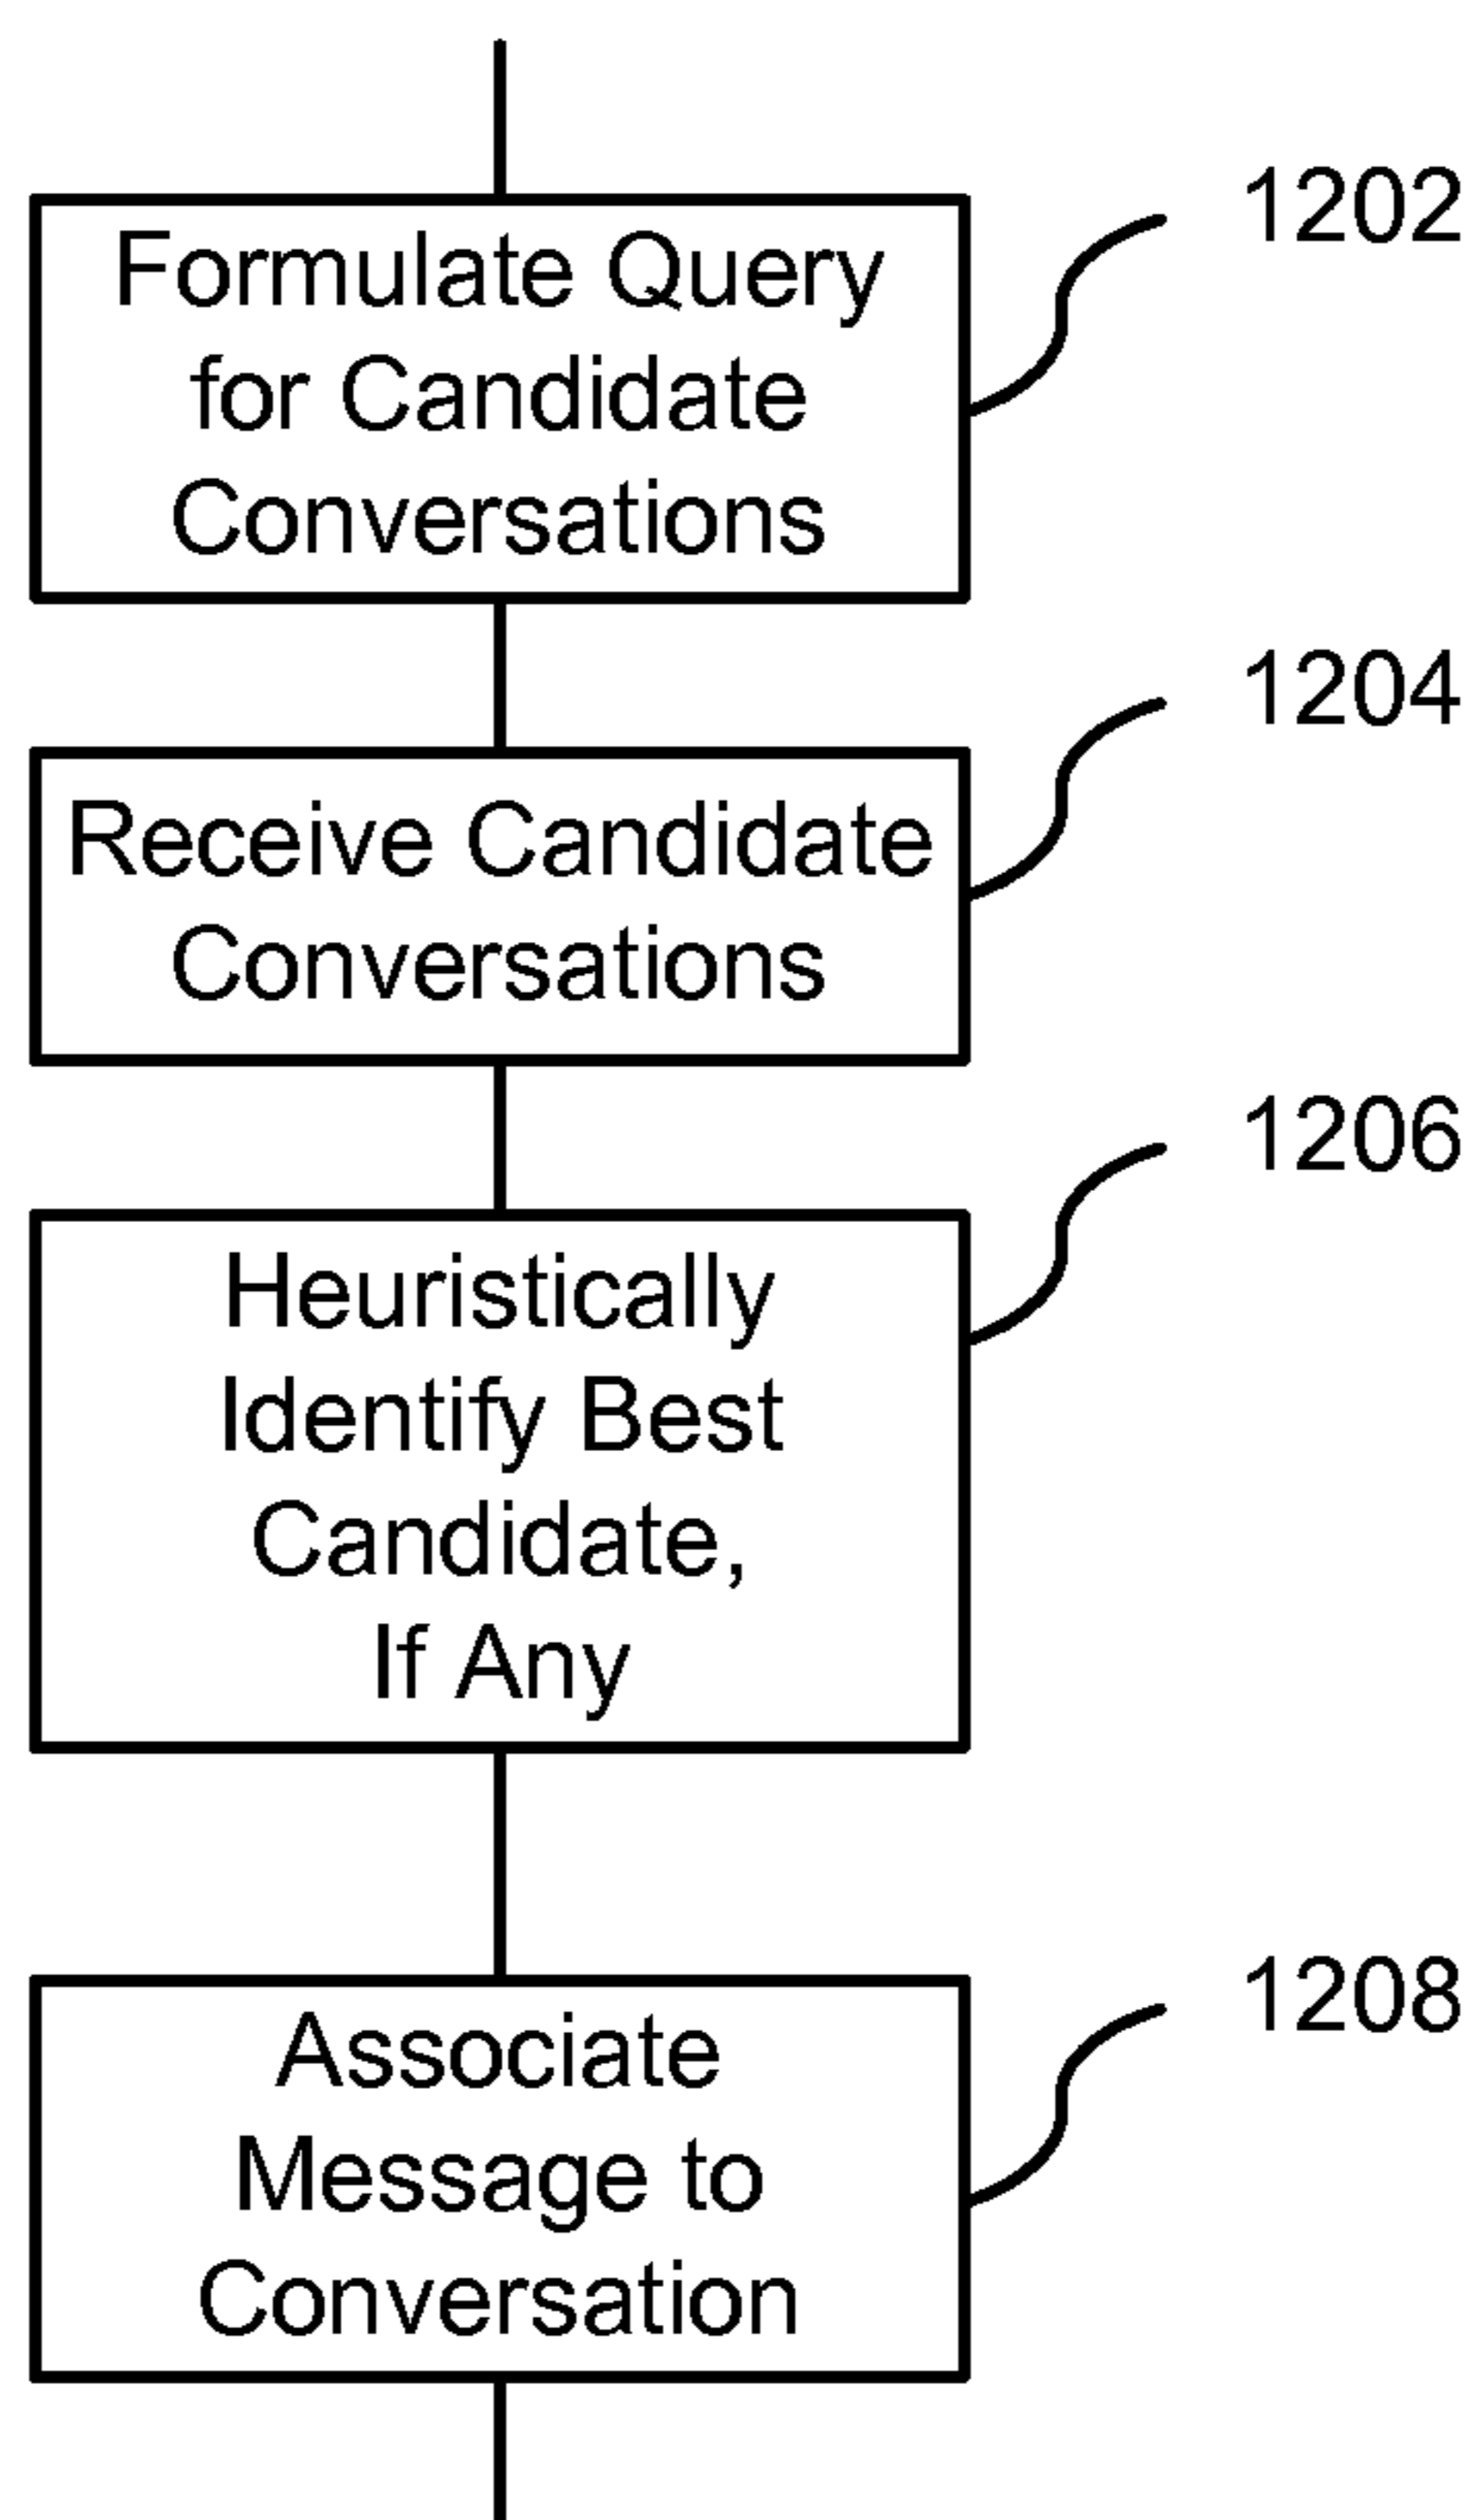 Formulate Query
for Candidate
Conversations
1202
Receive Candidate
Conversations
1204
Heuristically
Identify Best
Candidate,
If Any
1206
Associate
Message to
Conversation
1208